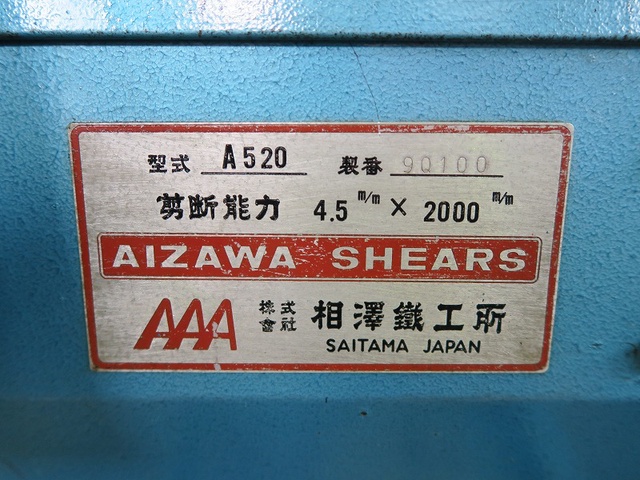 型式 A520 製番 9Q100
剪断能力 4.5 m/m × 2000 m/m
AIZAWA SHEARS
AAA 株式會社 相澤鐵工所
SAITAMA JAPAN